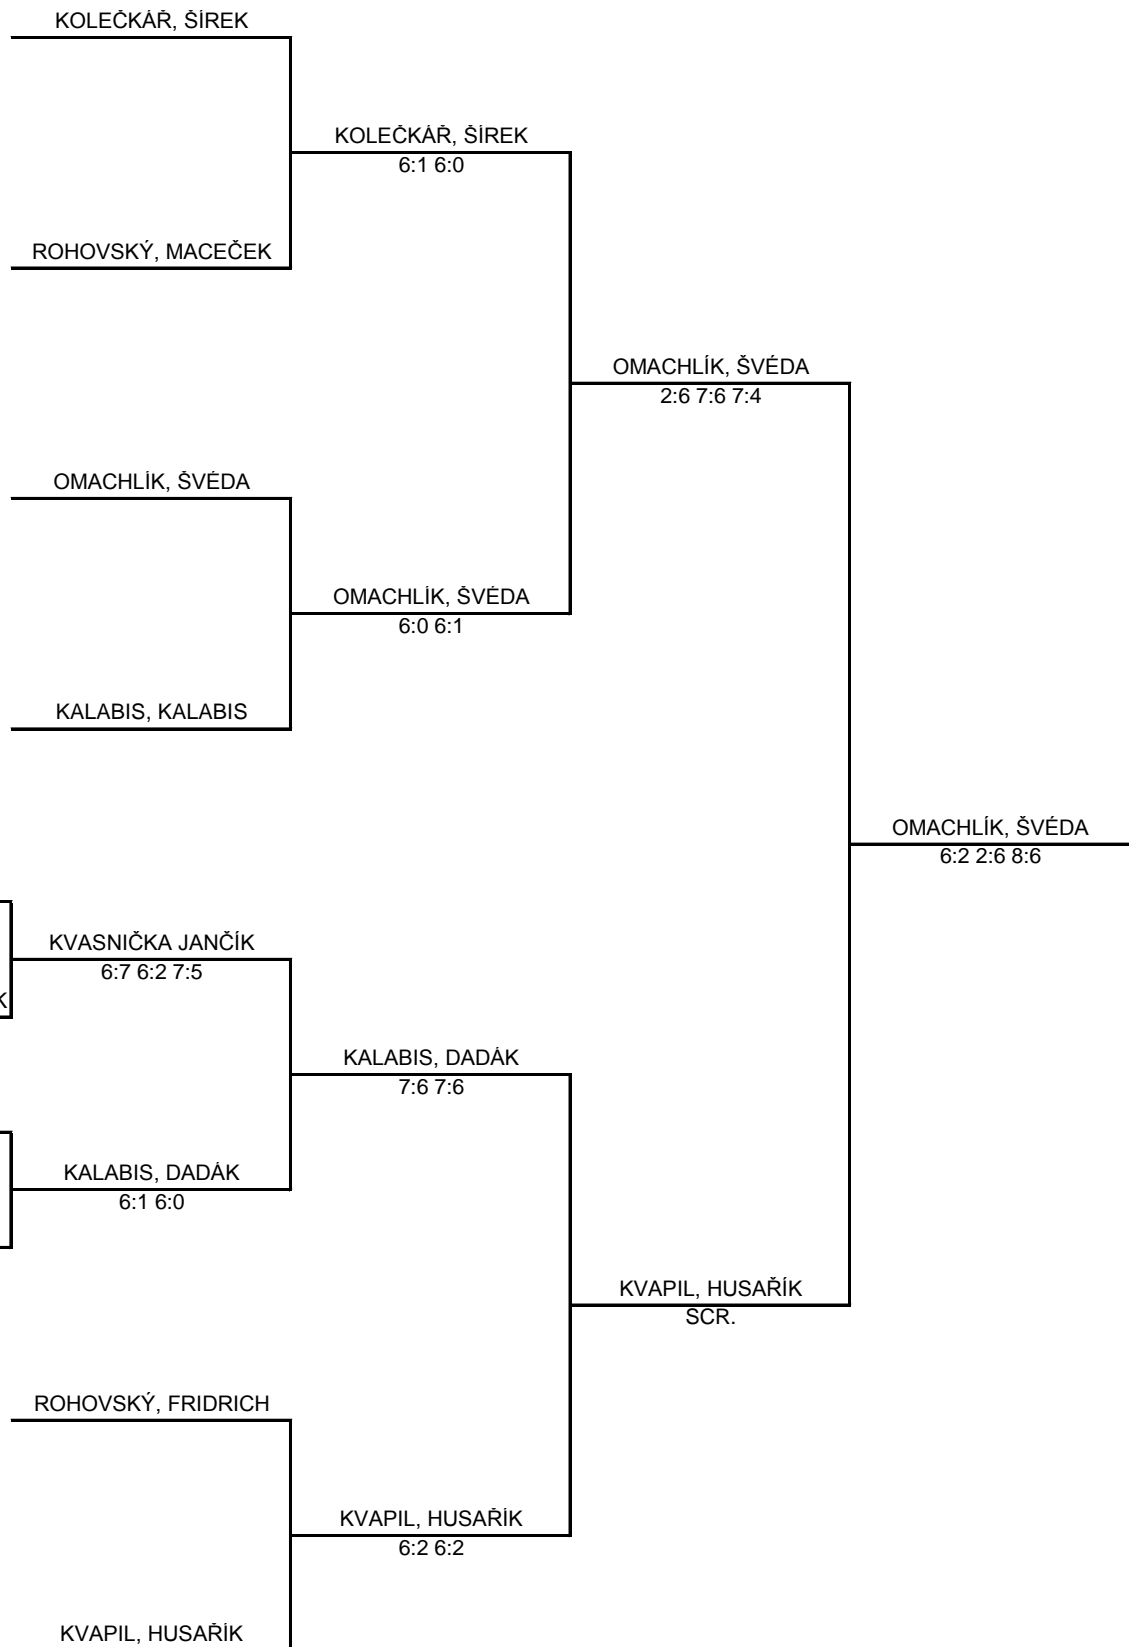 KOLEČKÁŘ, ŠÍREK
KOLEČKÁŘ, ŠÍREK
6:1 6:0
ROHOVSKÝ, MACEČEK
OMACHLÍK, ŠVÉDA
2:6 7:6 7:4
OMACHLÍK, ŠVÉDA
OMACHLÍK, ŠVÉDA
6:0 6:1
KALABIS, KALABIS
OMACHLÍK, ŠVÉDA
6:2 2:6 8:6
KVASNIČKA JANČÍK
6:7 6:2 7:5
K
KALABIS, DADÁK
7:6 7:6
KALABIS, DADÁK
6:1 6:0
KVAPIL, HUSAŘÍK
SCR.
ROHOVSKÝ, FRIDRICH
KVAPIL, HUSAŘÍK
6:2 6:2
KVAPIL, HUSAŘÍK